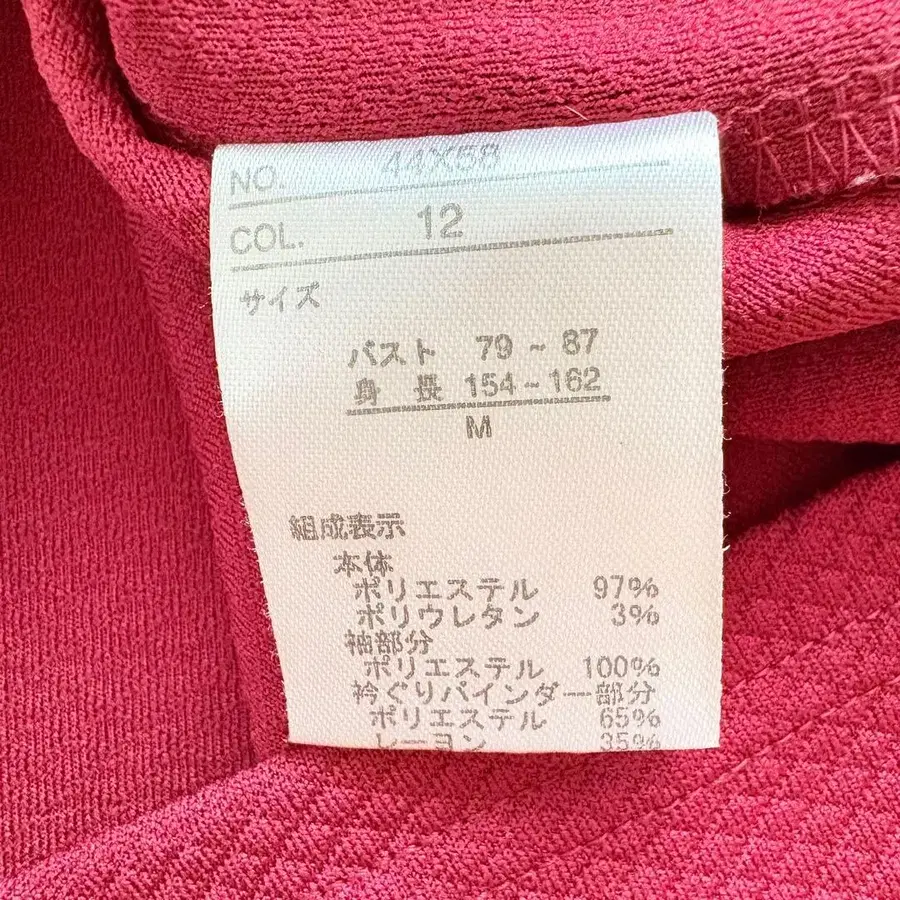 NO. 44X58
COL. 12
サイズ
バスト 79 ~ 87
身 長 154 ~ 162
M
組成表示
本体
ポリエステル 97%
ポリウレタン 3%
袖部分
ポリエステル 100%
衿ぐりバインダー部分
ポリエステル 65%
レーヨン 35%